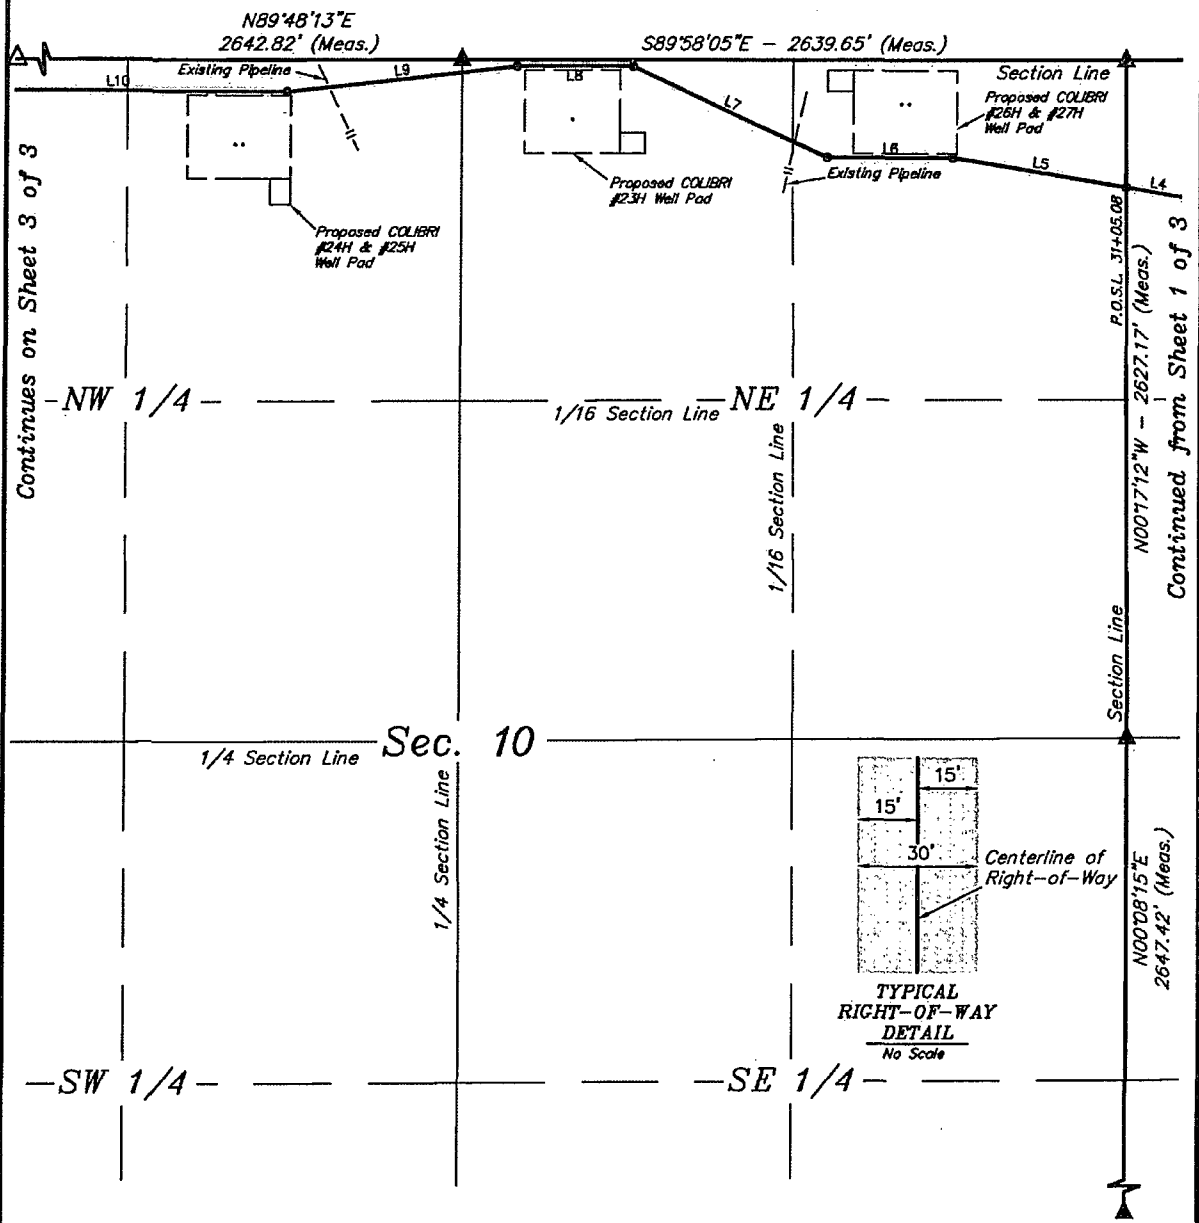 N89°48'13"E
2642.82' (Meas.)
S89°58'05"E - 2639.65' (Meas.)
Existing Pipeline
L10
L9
L8
L7
Section Line
Proposed COLIBRI
#26H & #27H
Well Pad
L6
L5
L4
Existing Pipeline
Proposed COLIBRI
#23H Well Pad
Proposed COLIBRI
#24H & #25H
Well Pad
Continues on Sheet 3 of 3
P.O.S.L. 31+05.08
N00°17'12"W - 2627.17' (Meas.)
Continued from Sheet 1 of 3
NW 1/4
1/16 Section Line
NE 1/4
1/16 Section Line
Section Line
Sec. 10
1/4 Section Line
1/4 Section Line
15'
15'
30'
Centerline of
Right-of-Way
N00°08'15"E
2647.42' (Meas.)
TYPICAL
RIGHT-OF-WAY
DETAIL
No Scale
SW 1/4
SE 1/4